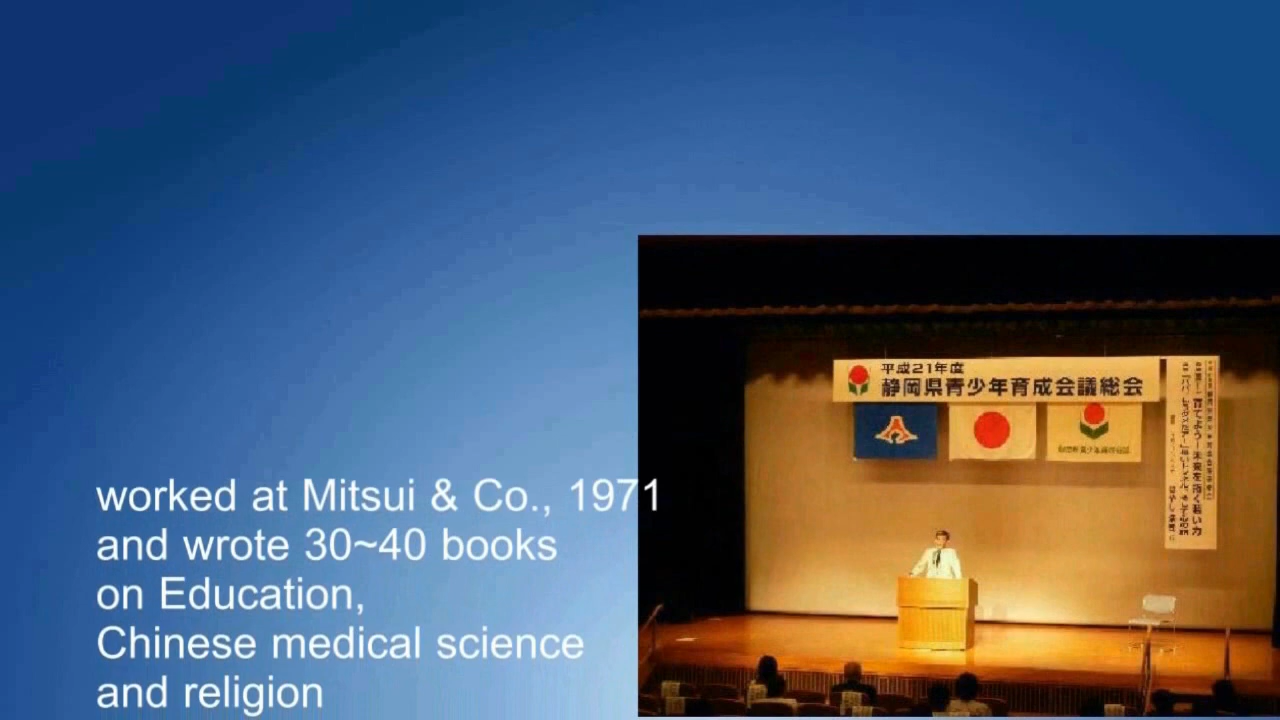 worked at Mitsui & Co., 1971
and wrote 30~40 books
on Education,
Chinese medical science
and religion
平成21年度
静岡県青少年育成会議総会